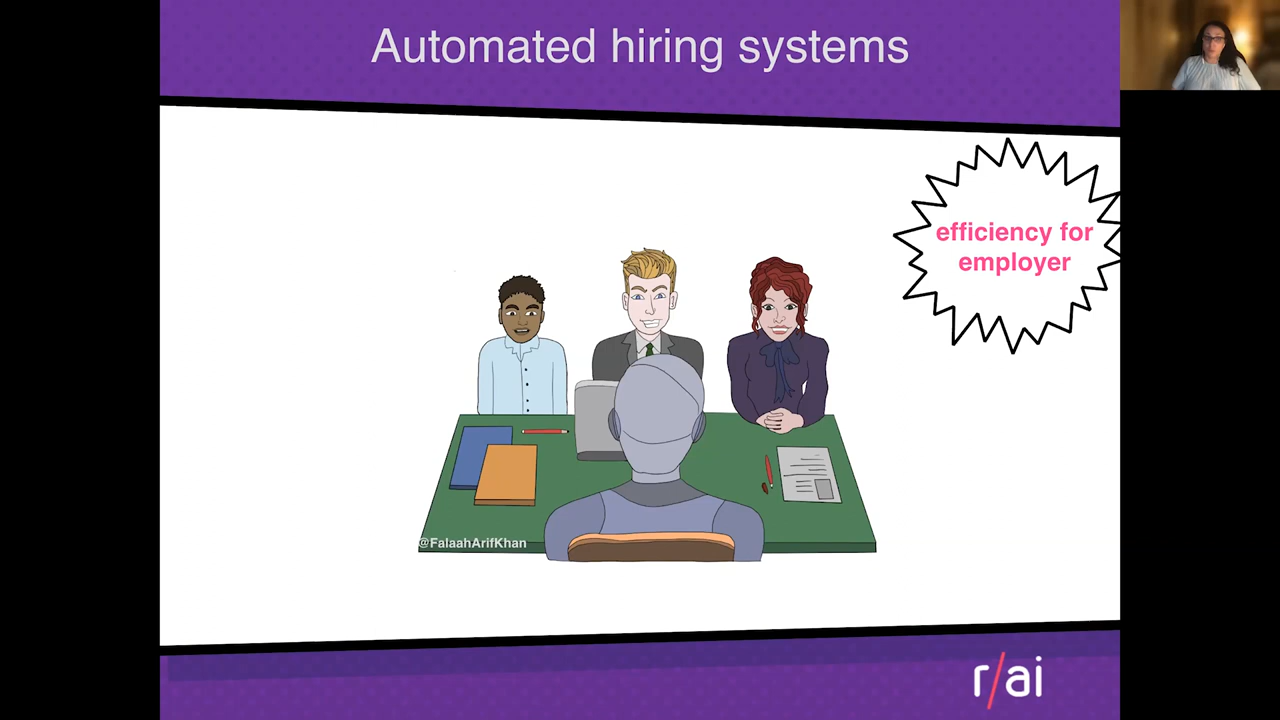 Automated hiring systems
efficiency for
employer
@FalaahArifKhan
r/ai